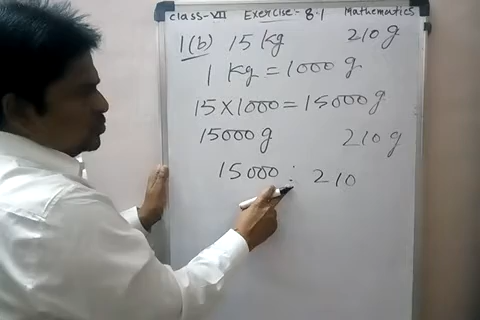 class-VII Exercise:-8.1 Mathematics
1(b) 15 kg 210 g
1 kg = 1000 g
15×1000 = 15000 g
15000 g 210 g
15000 : 210